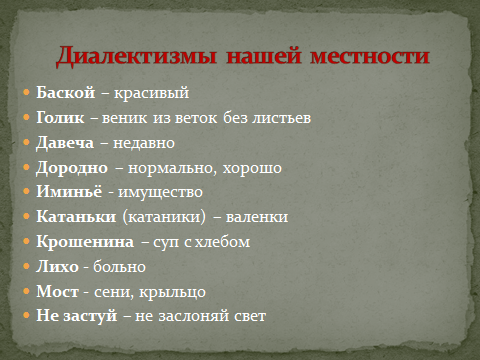 Диалектизмы нашей местности
Баской – красивый
Голик – веник из веток без листьев
Давеча – недавно
Дородно – нормально, хорошо
Иминьё - имущество
Катаньки (катаники) – валенки
Крошенина – суп с хлебом
Лихо - больно
Мост - сени, крыльцо
Не застуй – не заслоняй свет